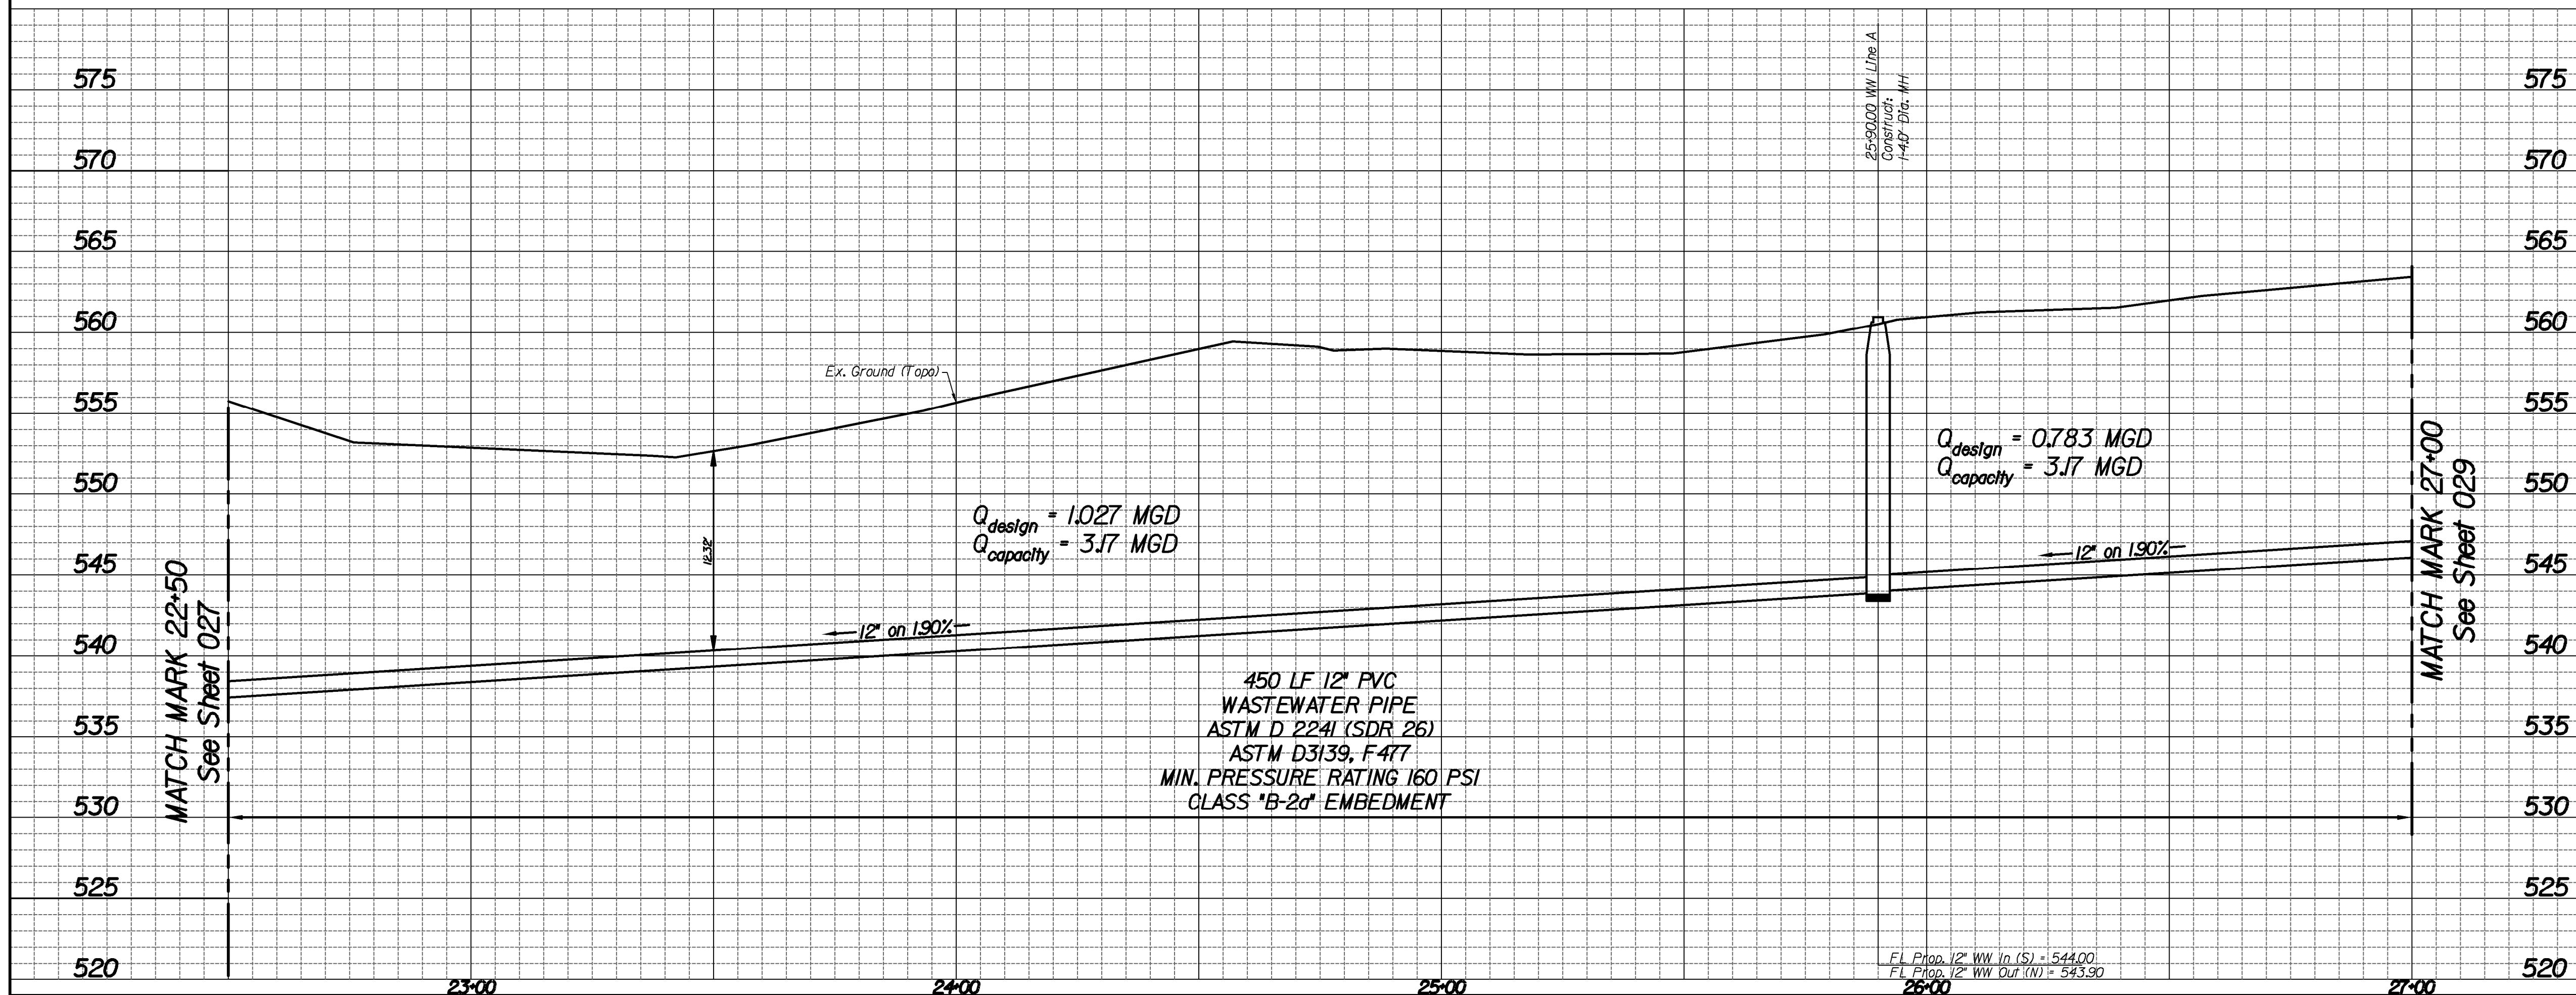 575
575
570
570
565
565
560
560
555
555
550
550
545
545
540
540
535
535
530
530
525
525
520
520
25+90.00 WW Line A
Construct:
1-4.0' Dia. MH
Ex. Ground (Topo)
12.32'
Q design = 1.027 MGD
Q capacity = 3.17 MGD
Q design = 0.783 MGD
Q capacity = 3.17 MGD
12" on 1.90%
12" on 1.90%
MATCH MARK 22+50
See Sheet 027
MATCH MARK 27+00
See Sheet 029
450 LF 12" PVC
WASTEWATER PIPE
ASTM D 2241 (SDR 26)
ASTM D3139, F477
MIN. PRESSURE RATING 160 PSI
CLASS "B-2a" EMBEDMENT
FL Prop. 12" WW In (S) = 544.00
FL Prop. 12" WW Out (N) = 543.90
23+00
24+00
25+00
26+00
27+00